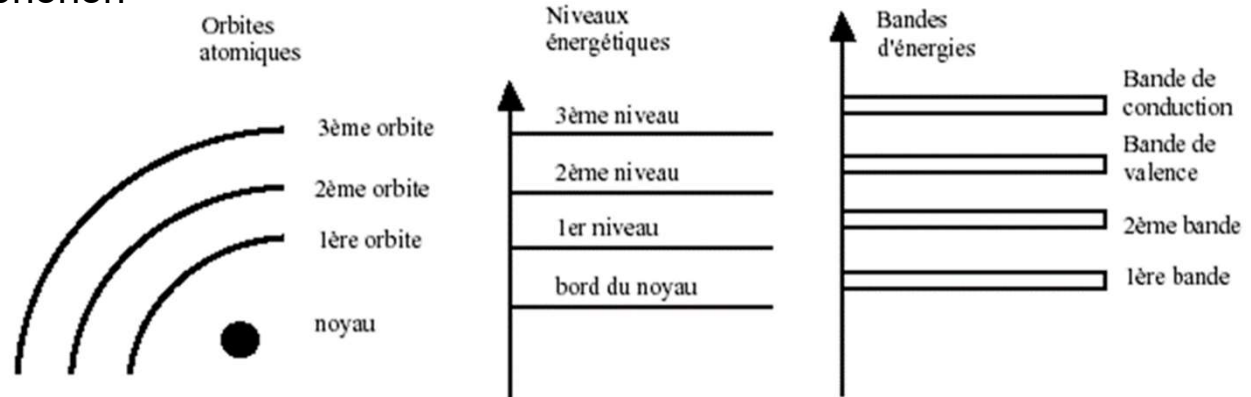 Orbites
atomiques
3ème orbite
2ème orbite
1ère orbite
noyau
Niveaux
énergétiques
3ème niveau
2ème niveau
1er niveau
bord du noyau
Bandes
d'énergies
Bande de
conduction
Bande de
valence
2ème bande
1ère bande